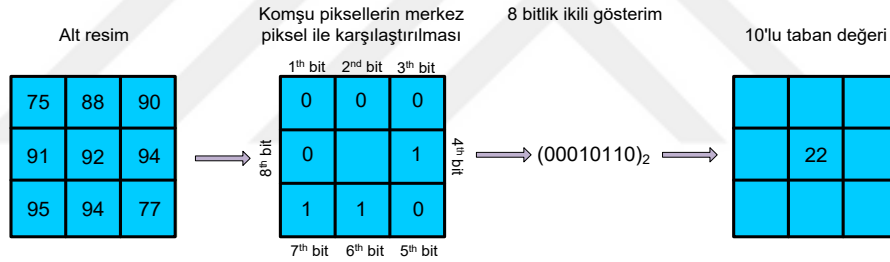 Alt resim
75 88 90
91 92 94
95 94 77
Komşu piksellerin merkez
piksel ile karşılaştırılması
1th bit 2nd bit 3th bit
0 0 0
8th bit 0 1 4th bit
1 1 0
7th bit 6th bit 5th bit
8 bitlik ikili gösterim
(00010110)2
10'lu taban değeri
22